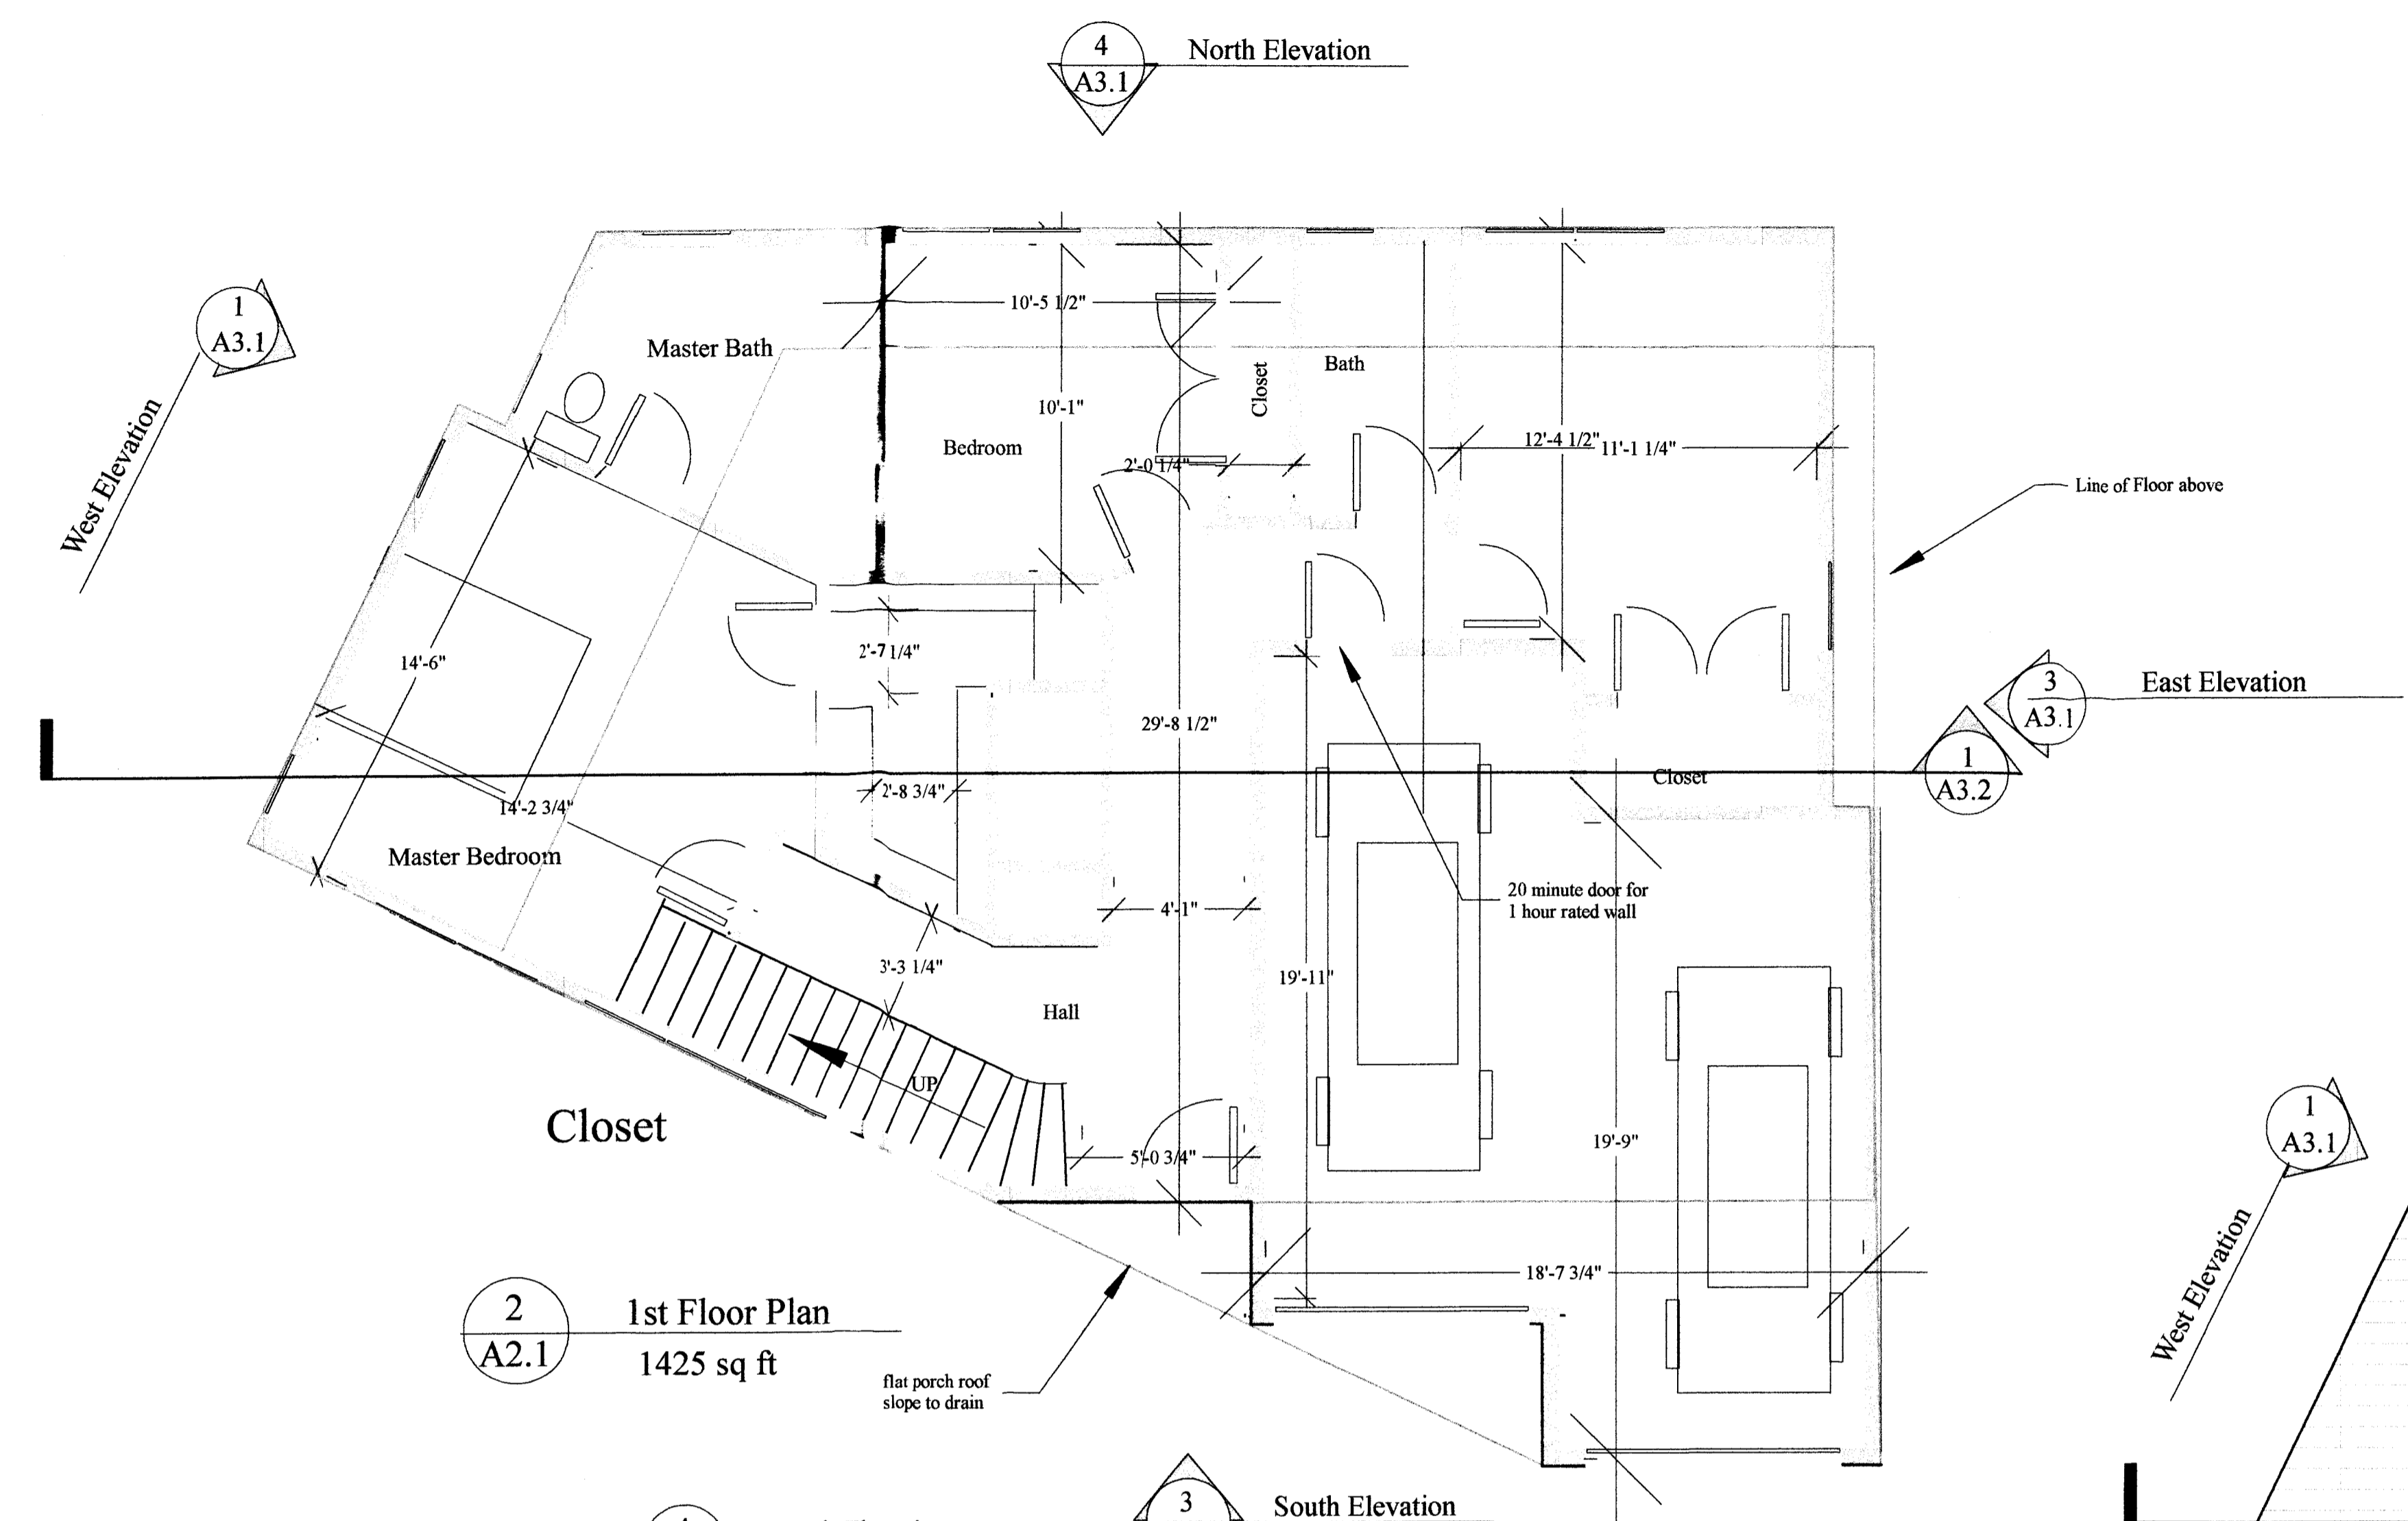 4
A3.1
North Elevation
1
A3.1
West Elevation
10'-5 1/2"
Master Bath
Closet
Bath
10'-1"
Bedroom
12'-4 1/2"
11'-1 1/4"
2'-0 1/4"
Line of Floor above
2'-7 1/4"
14'-6"
3
A3.1
East Elevation
29'-8 1/2"
1
A3.2
Closet
2'-8 3/4"
14'-2 3/4"
Master Bedroom
20 minute door for
1 hour rated wall
4'-1"
3'-3 1/4"
19'-11"
Hall
UP
Closet
19'-9"
5'-0 3/4"
1
A3.1
West Elevation
18'-7 3/4"
2
A2.1
1st Floor Plan
1425 sq ft
flat porch roof
slope to drain
3
South Elevation